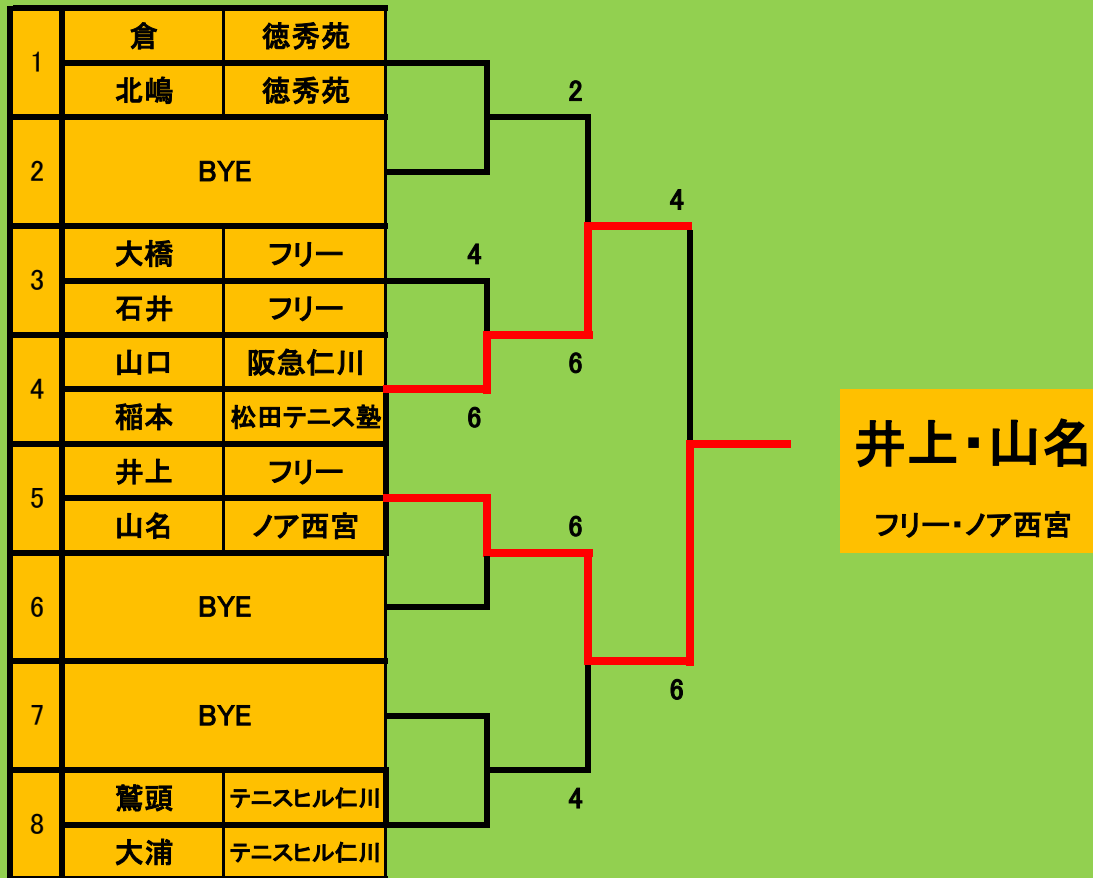 1 倉 徳秀苑
北嶋 徳秀苑
2 BYE
3 大橋 フリー
石井 フリー
4 山口 阪急仁川
稲本 松田テニス塾
5 井上 フリー
山名 ノア西宮
6 BYE
7 BYE
8 鷲頭 テニスヒル仁川
大浦 テニスヒル仁川
2
4
4
6
6
6
6
4
井上・山名
フリー・ノア西宮